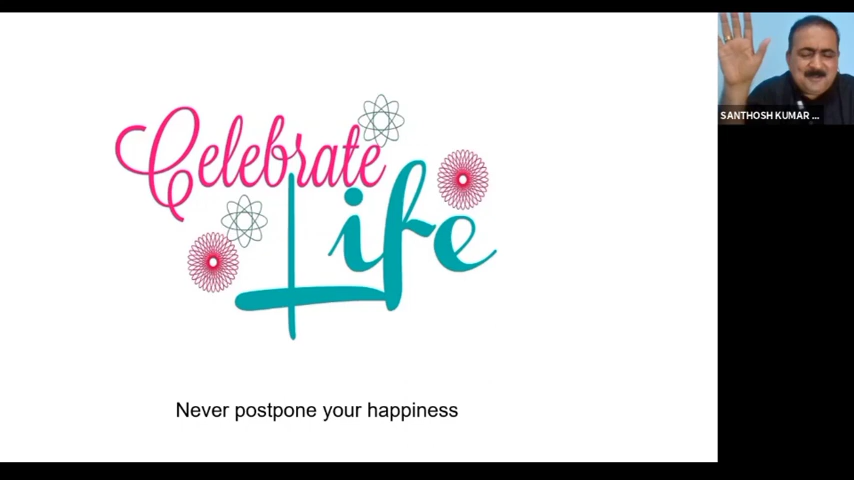 Celebrate
Life
Never postpone your happiness
SANTHOSH KUMAR ...